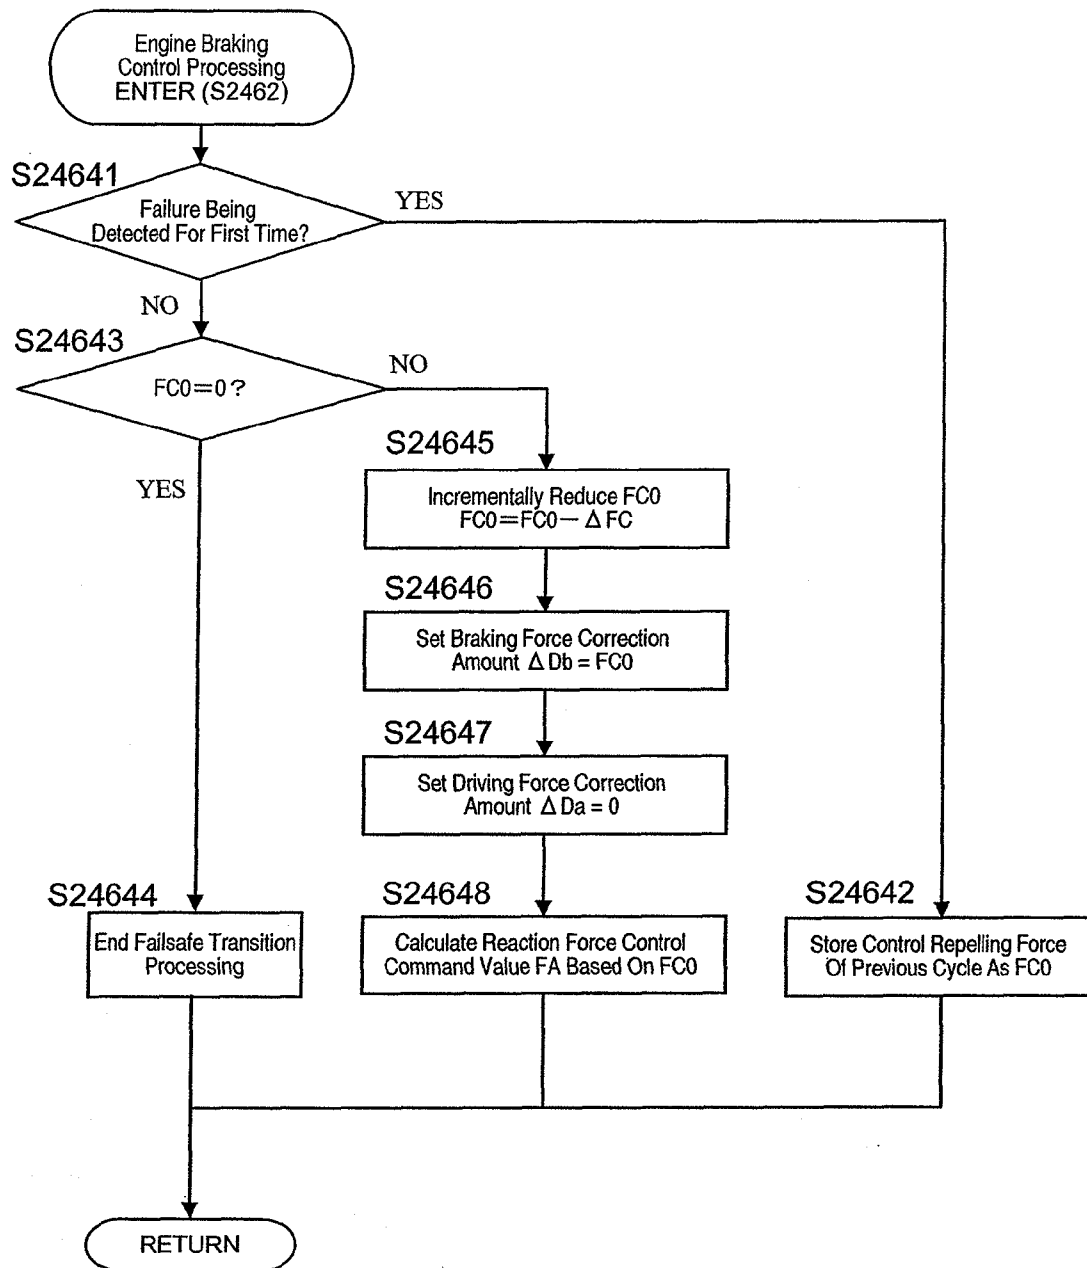 Engine Braking
Control Processing
ENTER (S2462)
S24641
Failure Being
Detected For First Time?
YES
NO
S24643
FC0=0?
NO
YES
S24645
Incrementally Reduce FC0
FC0=FC0- Δ FC
S24646
Set Braking Force Correction
Amount Δ Db = FC0
S24647
Set Driving Force Correction
Amount Δ Da = 0
S24644
End Failsafe Transition
Processing
S24648
Calculate Reaction Force Control
Command Value FA Based On FC0
S24642
Store Control Repelling Force
Of Previous Cycle As FC0
RETURN